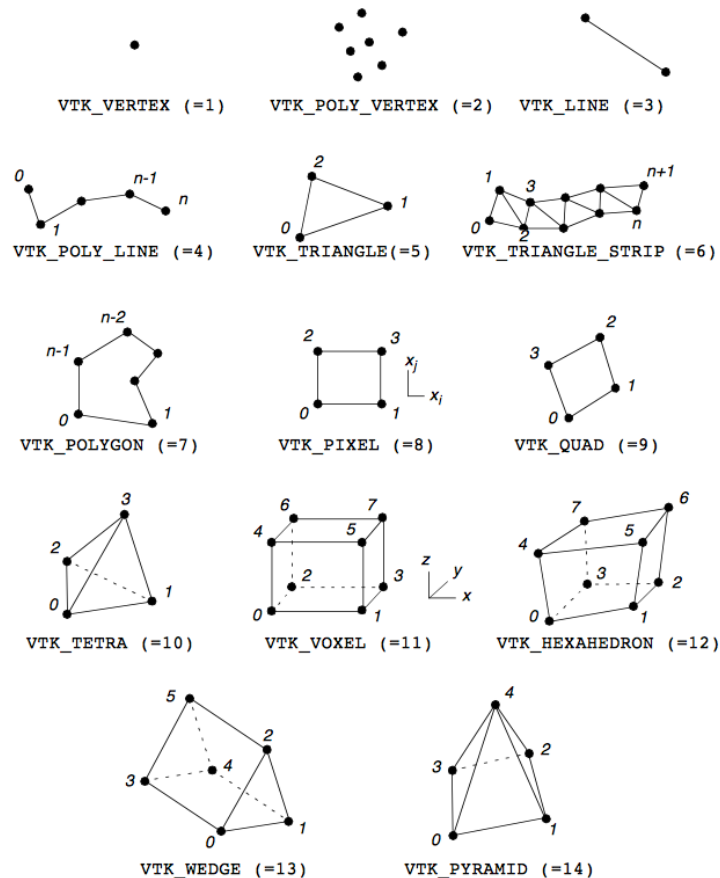 VTK_VERTEX (=1) VTK_POLY_VERTEX (=2) VTK_LINE (=3)
0 1 n-1 n
2 1 0
1 3 n+1 0 2 n
VTK_POLY_LINE (=4) VTK_TRIANGLE(=5) VTK_TRIANGLE_STRIP (=6)
n-2 n-1 0 1
2 3 0 1 xj xi
2 3 1 0
VTK_POLYGON (=7) VTK_PIXEL (=8) VTK_QUAD (=9)
3 2 1 0
6 7 4 5 2 3 0 1 z y x
7 6 5 4 3 2 1 0
VTK_TETRA (=10) VTK_VOXEL (=11) VTK_HEXAHEDRON (=12)
5 2 4 3 0 1
4 2 3 1 0
VTK_WEDGE (=13) VTK_PYRAMID (=14)